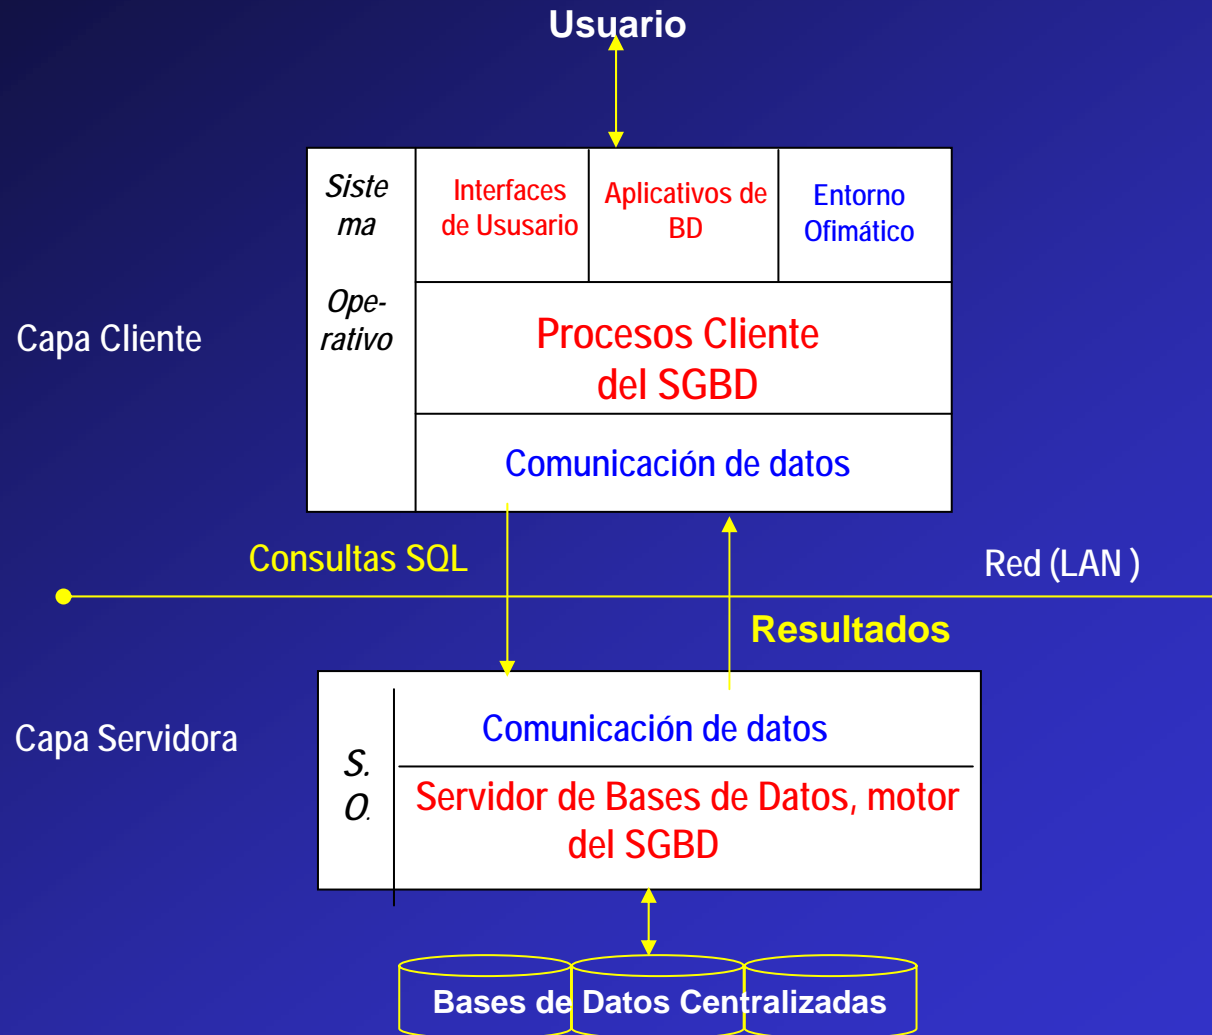 Usuario
Siste
ma
Ope-
rativo
Interfaces
de Ususario
Aplicativos de
BD
Entorno
Ofimático
Capa Cliente
Procesos Cliente
del SGBD
Comunicación de datos
Consultas SQL
Red (LAN )
Resultados
Capa Servidora
S.
O.
Comunicación de datos
Servidor de Bases de Datos, motor
del SGBD
Bases de Datos Centralizadas